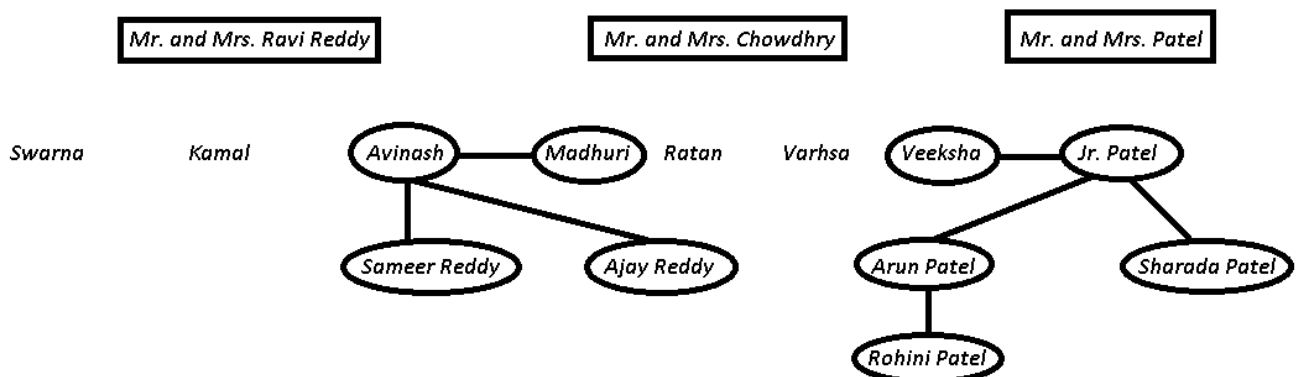 Mr. and Mrs. Ravi Reddy
Mr. and Mrs. Chowdhry
Mr. and Mrs. Patel
Swarna
Kamal
Avinash
Madhuri
Ratan
Varhsa
Veeksha
Jr. Patel
Sameer Reddy
Ajay Reddy
Arun Patel
Sharada Patel
Rohini Patel